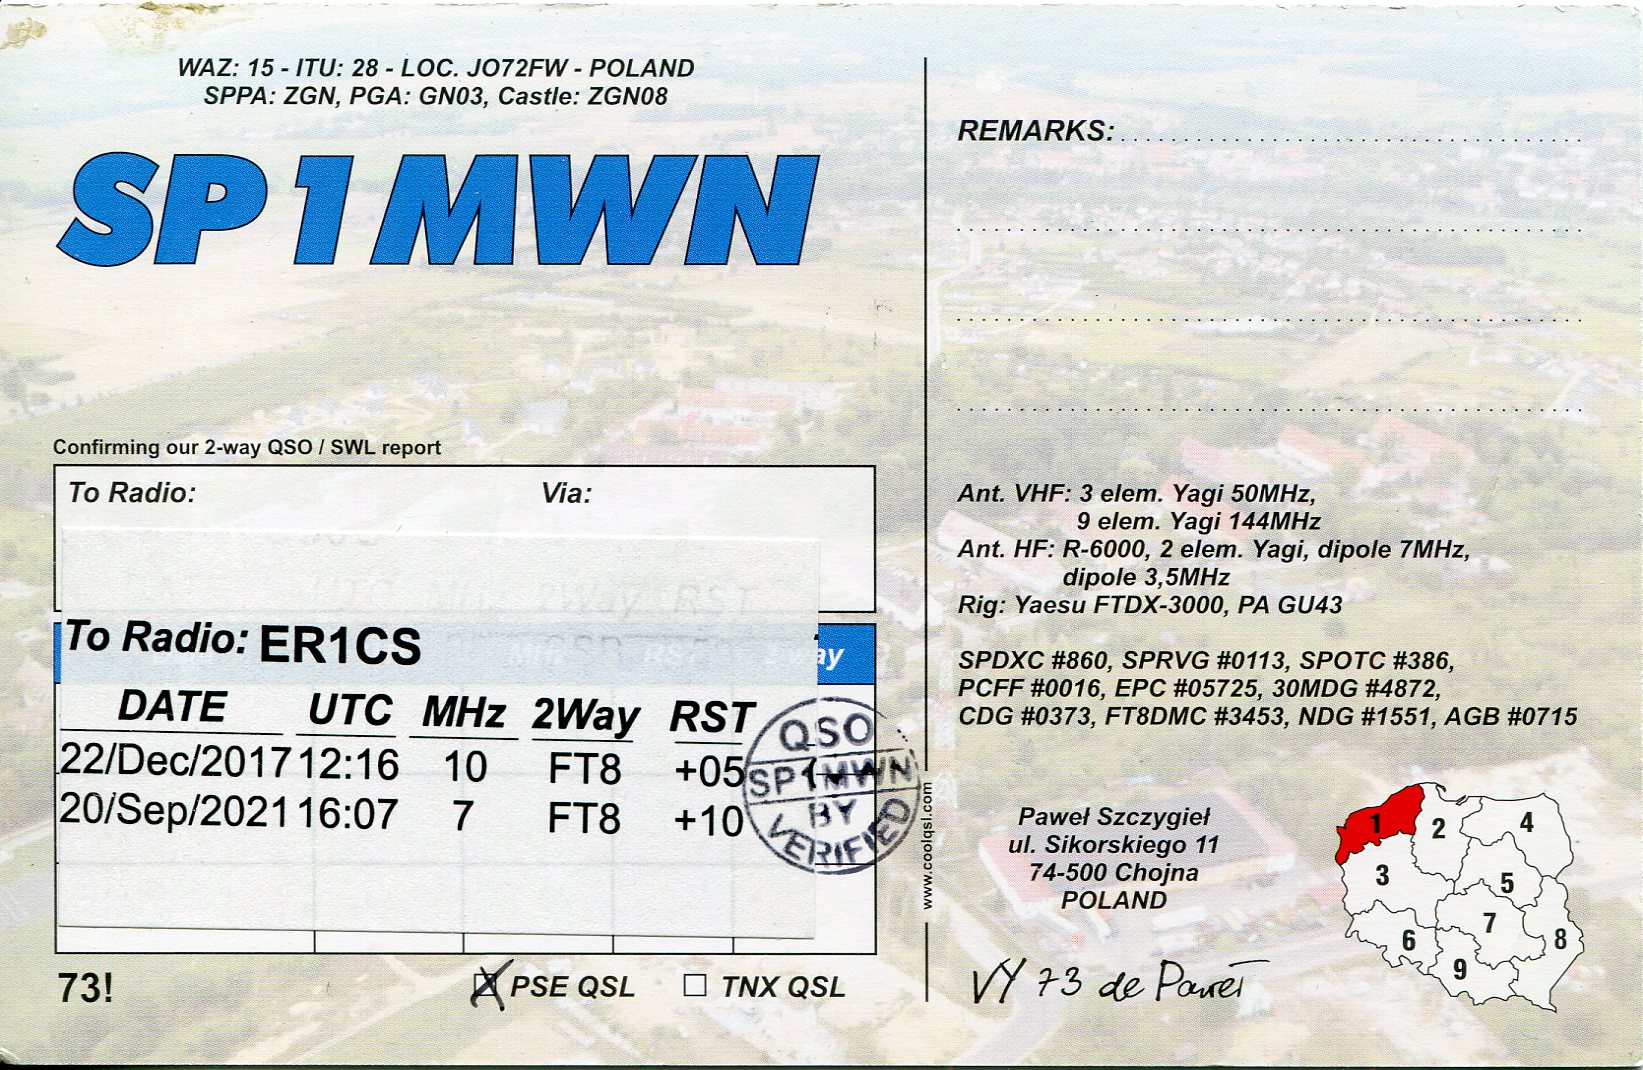 WAZ: 15 - ITU: 28 - LOC. JO72FW - POLAND
SPPA: ZGN, PGA: GN03, Castle: ZGN08
SP1MWN
Confirming our 2-way QSO / SWL report
To Radio: Via:
To Radio: ER1CS
DATE UTC MHz 2Way RST
22/Dec/2017 12:16 10 FT8 +05
20/Sep/2021 16:07 7 FT8 +10
QSO
SP1MWN
BY
VERIFIED
73!
PSE QSL TNX QSL
REMARKS:
Ant. VHF: 3 elem. Yagi 50MHz,
9 elem. Yagi 144MHz
Ant. HF: R-6000, 2 elem. Yagi, dipole 7MHz,
dipole 3,5MHz
Rig: Yaesu FTDX-3000, PA GU43
SPDXC #860, SPRVG #0113, SPOTC #386,
PCFF #0016, EPC #05725, 30MDG #4872,
CDG #0373, FT8DMC #3453, NDG #1551, AGB #0715
www.coolqsl.com
Paweł Szczygieł
ul. Sikorskiego 11
74-500 Chojna
POLAND
1 2 4
3 5
6 7 8
9
VY 73 de Paweł